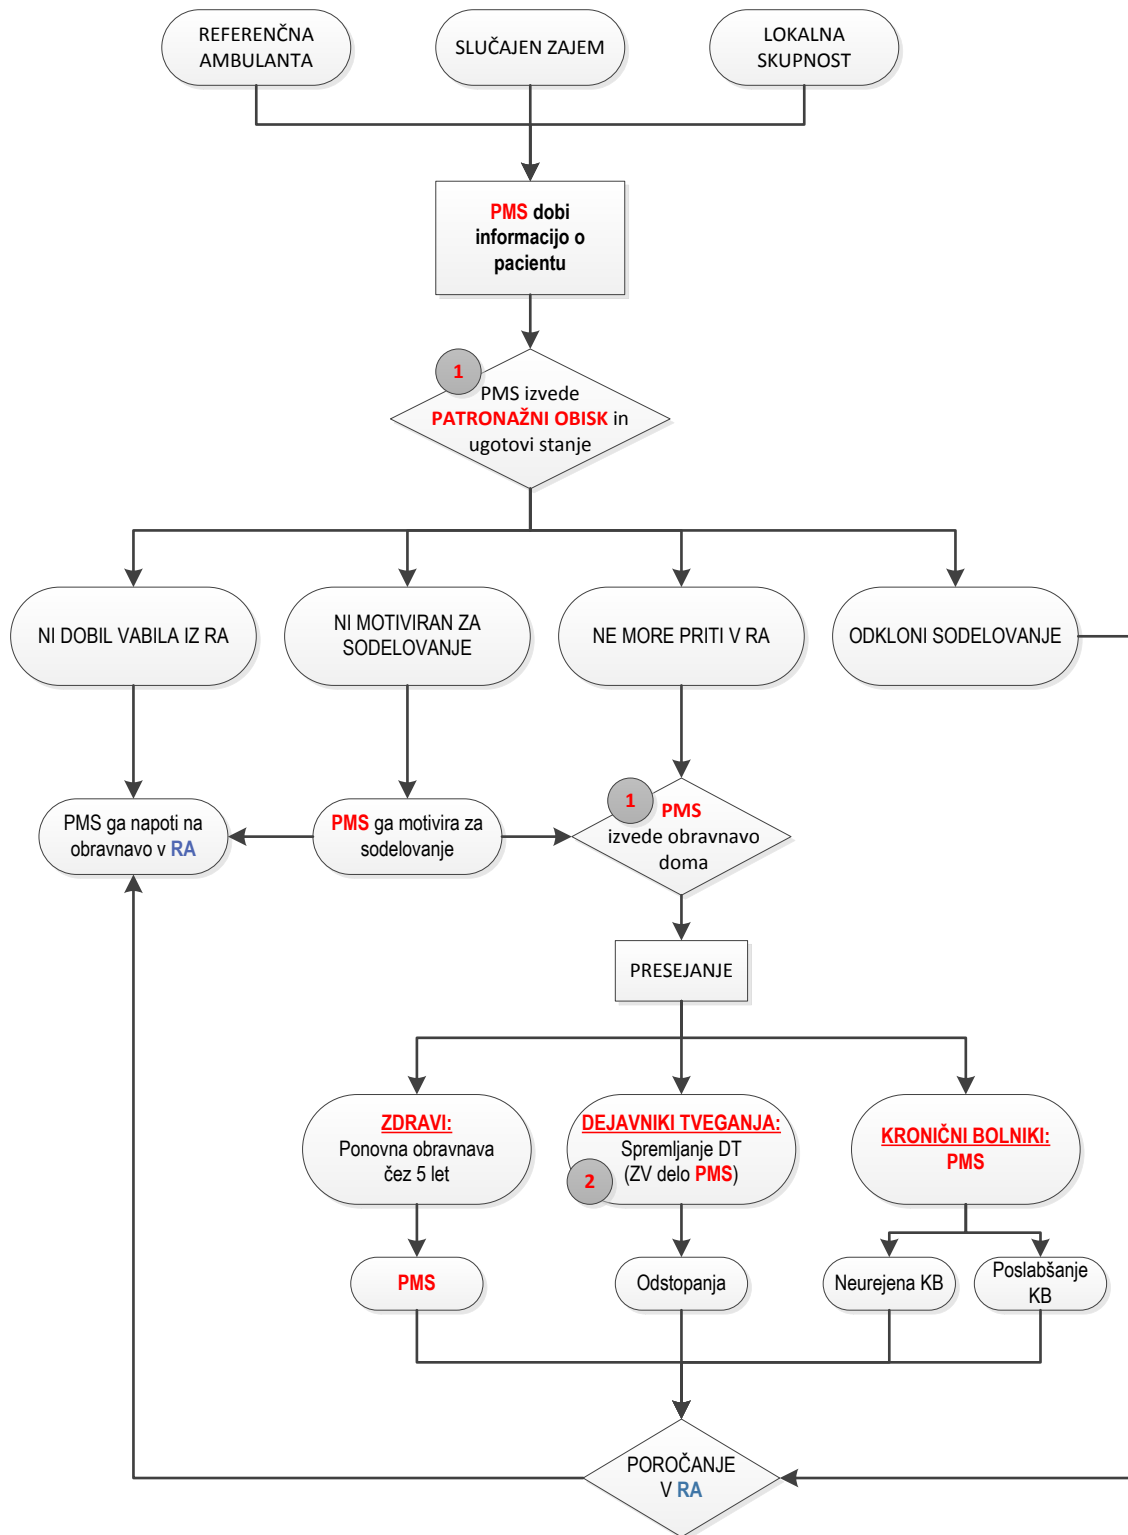 REFERENČNA
AMBULANTA
SLUČAJEN ZAJEM
LOKALNA
SKUPNOST
PMS dobi
informacijo o
pacientu
1
PMS izvede
PATRONAŽNI OBISK in
ugotovi stanje
NI DOBIL VABILA IZ RA
NI MOTIVIRAN ZA
SODELOVANJE
NE MORE PRITI V RA
ODKLONI SODELOVANJE
PMS ga napoti na
obravnavo v RA
PMS ga motivira za
sodelovanje
1
PMS
izvede obravnavo
doma
PRESEJANJE
ZDRAVI:
Ponovna obravnava
čez 5 let
DEJAVNIKI TVEGANJA:
Spremljanje DT
(ZV delo PMS)
2
KRONIČNI BOLNIKI:
PMS
PMS
Odstopanja
Neurejena KB
Poslabšanje
KB
POROČANJE
V RA